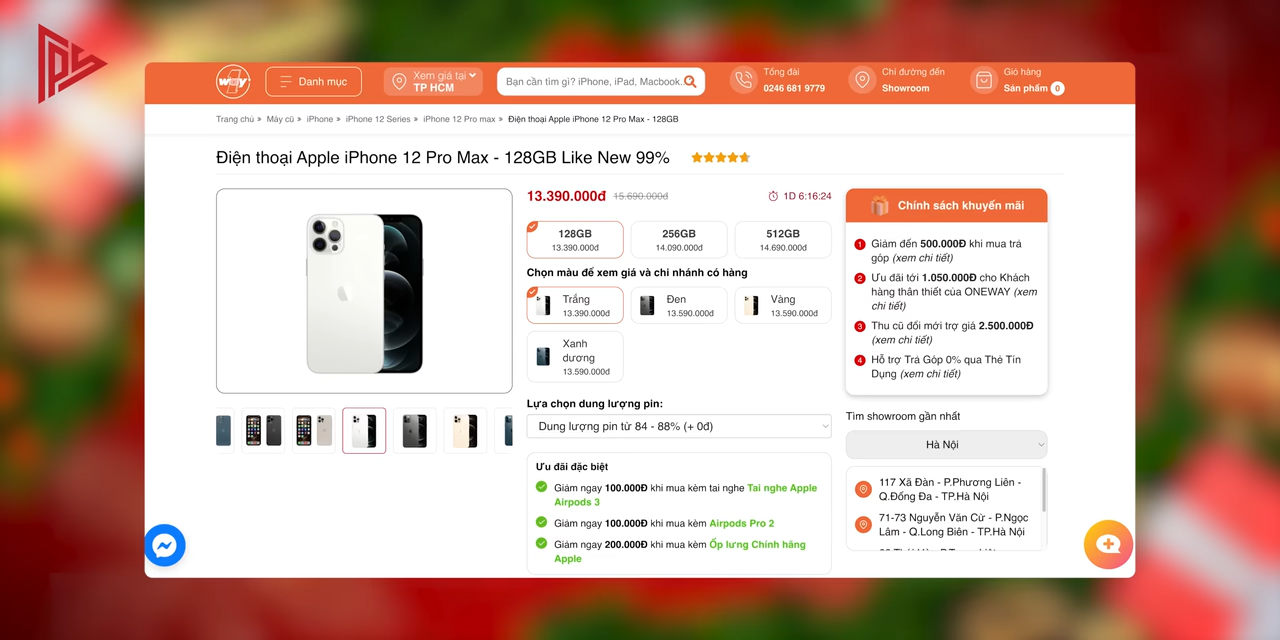 PS
way
Danh mục
Xem giá tại
TP HCM
Bạn cần tìm gì? iPhone, iPad, Macbook..
Tổng đài
0246 681 9779
Chỉ đường đến
Showroom
Giỏ hàng
Sản phẩm 0
Trang chủ » Máy cũ » iPhone » iPhone 12 Series » iPhone 12 Pro max » Điện thoại Apple iPhone 12 Pro Max - 128GB
Điện thoại Apple iPhone 12 Pro Max - 128GB Like New 99%
13.390.000đ 15.690.000đ
1D 6:16:24
128GB
13.390.000đ
256GB
14.090.000đ
512GB
14.690.000đ
Chọn màu để xem giá và chi nhánh có hàng
Trắng
13.390.000đ
Đen
13.590.000đ
Vàng
13.590.000đ
Xanh
dương
13.590.000đ
Lựa chọn dung lượng pin:
Dung lượng pin từ 84 - 88% (+ 0đ)
Ưu đãi đặc biệt
Giảm ngay 100.000Đ khi mua kèm tai nghe Tai nghe Apple
Airpods 3
Giảm ngay 100.000Đ khi mua kèm Airpods Pro 2
Giảm ngay 200.000Đ khi mua kèm Ốp lưng Chính hãng
Apple
Chính sách khuyến mãi
1 Giảm đến 500.000Đ khi mua trả
góp (xem chi tiết)
2 Ưu đãi tới 1.050.000Đ cho Khách
hàng thân thiết của ONEWAY (xem
chi tiết)
3 Thu cũ đổi mới trợ giá 2.500.000Đ
(xem chi tiết)
4 Hỗ trợ Trả Góp 0% qua Thẻ Tín
Dụng (xem chi tiết)
Tìm showroom gần nhất
Hà Nội
117 Xã Đàn - P.Phương Liên -
Q.Đống Đa - TP.Hà Nội
71-73 Nguyễn Văn Cừ - P.Ngọc
Lâm - Q.Long Biên - TP.Hà Nội